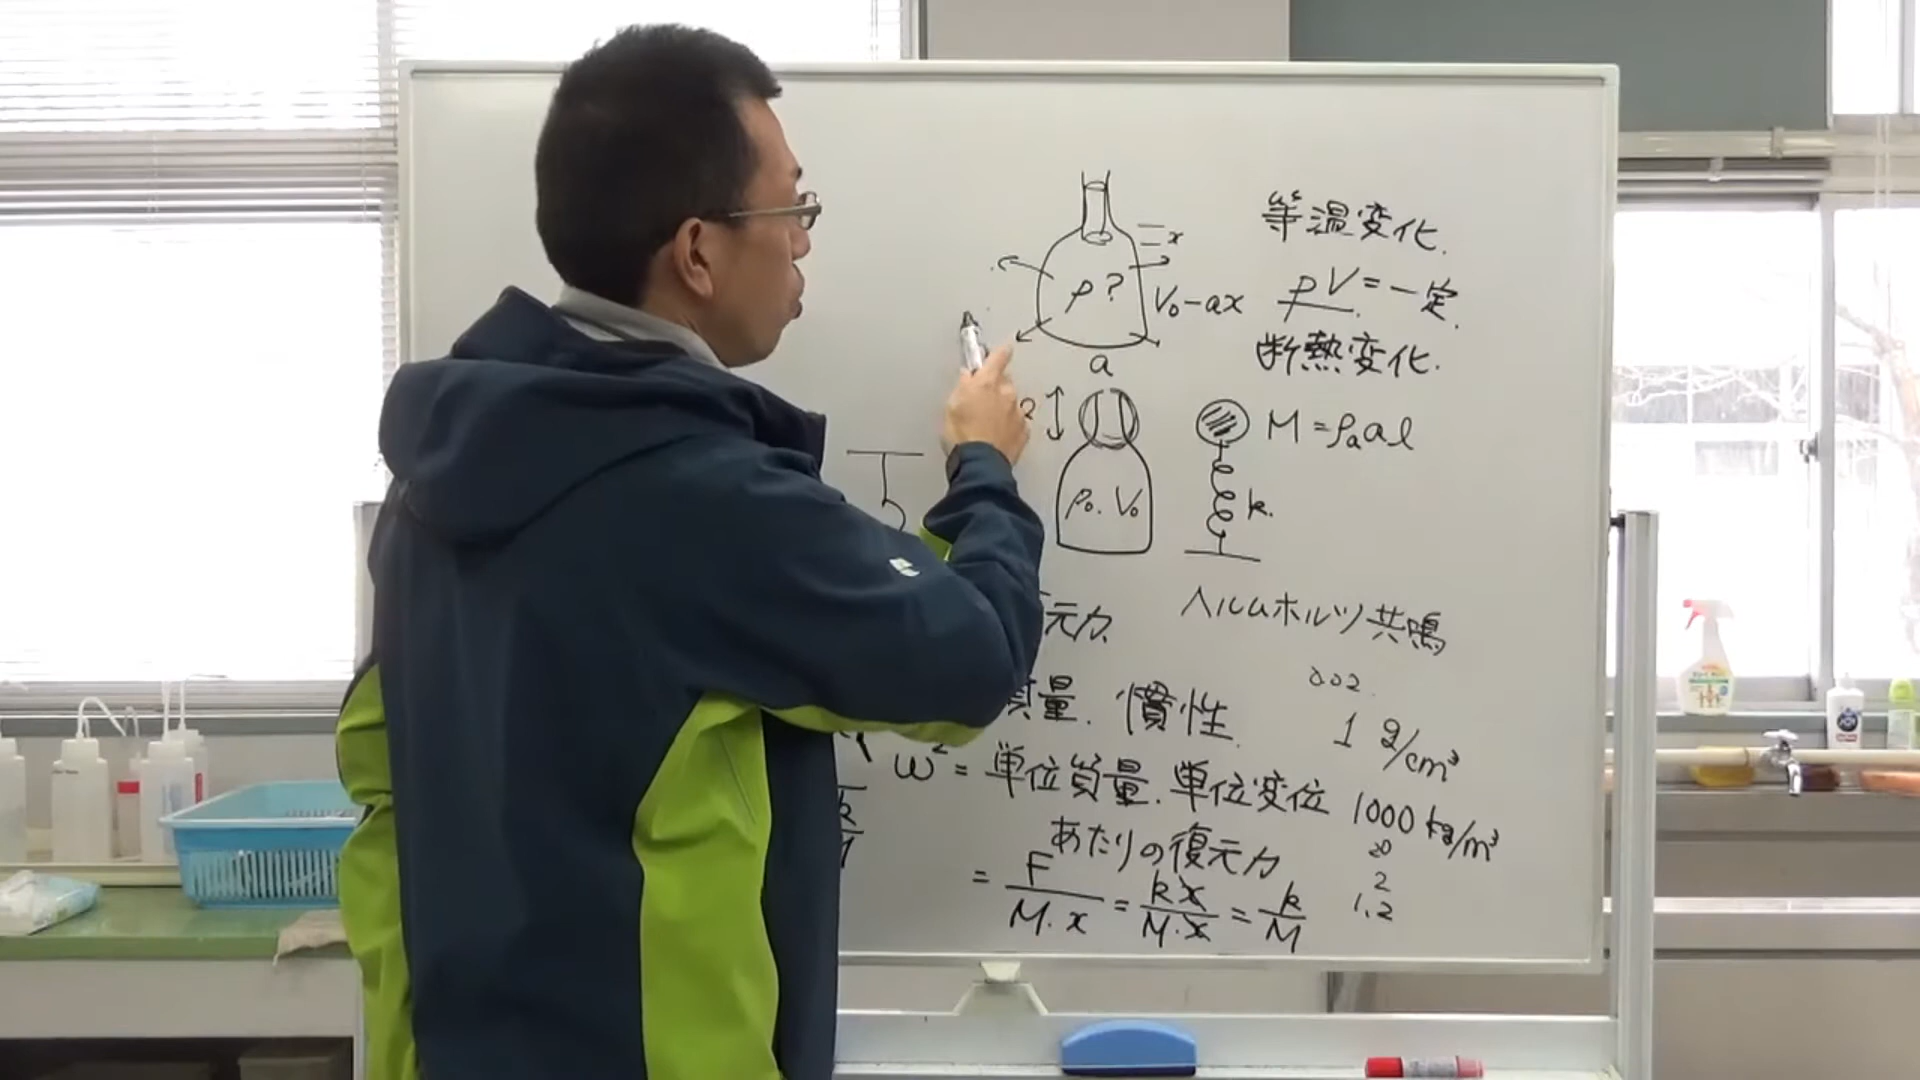 x
p?
V₀-ax
a
等温変化.
pV=一定.
断熱変化.
M=ρₐal
p₀. V₀
k.
元力
ヘルムホルツ共鳴
質量. 慣性
0.02.
1 g/cm³
ω² = 単位質量.単位変位
1000 kg/m³
あたりの復元力
20
2
1.2
= F/M.x = kx/M.x = k/M
k